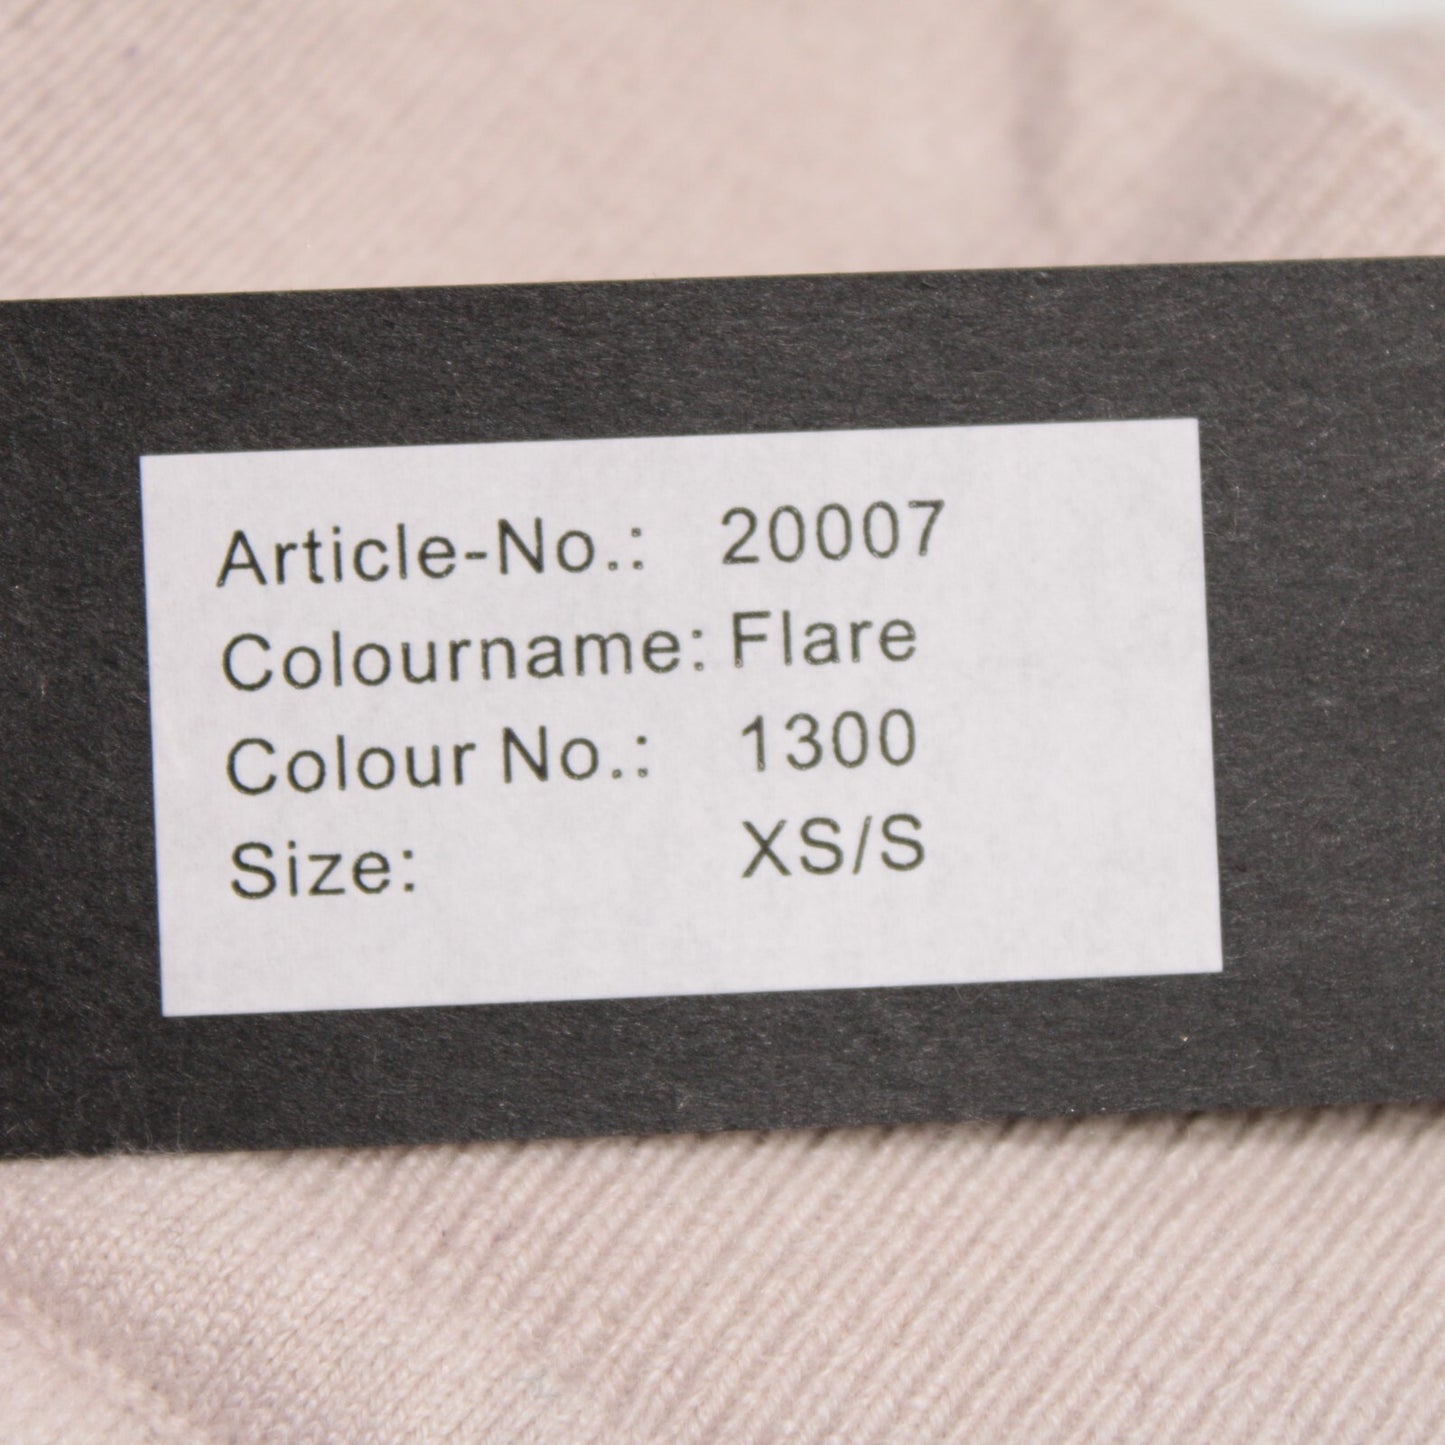 Article-No.: 20007
Colourname: Flare
Colour No.: 1300
Size: XS/S